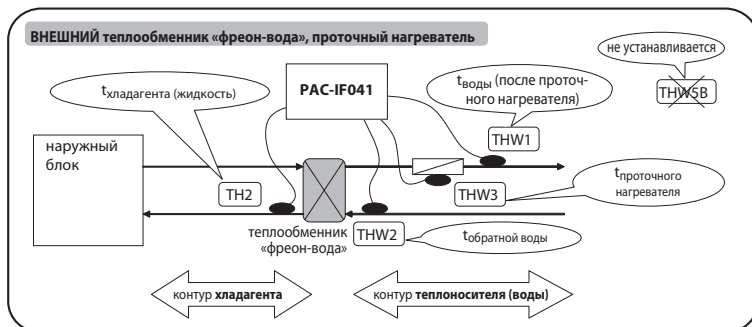 ВНЕШНИЙ теплообменник «фреон-вода», проточный нагреватель
не устанавливается
THW5B
tхладагента (жидкость)
PAC-IF041
tводы (после проточ-
ного нагревателя)
THW1
наружный
блок
TH2
THW3
tпроточного
нагревателя
теплообменник
«фреон-вода»
THW2
tобратной воды
контур хладагента
контур теплоносителя (воды)